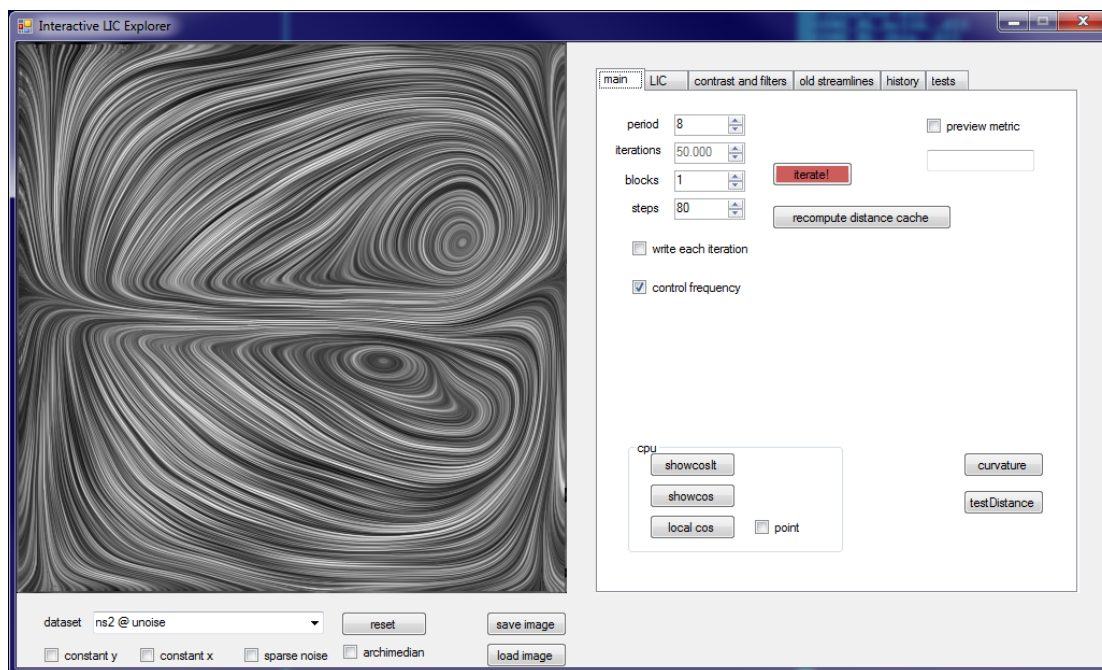 Interactive LIC Explorer
main LIC contrast and filters old streamlines history tests
period 8
preview metric
iterations 50.000
iterate!
blocks 1
steps 80
recompute distance cache
write each iteration
control frequency
cpu
showcoslt
curvature
showcos
testDistance
local cos point
dataset ns2 @ unoise reset save image
constant y constant x sparse noise archimedian load image